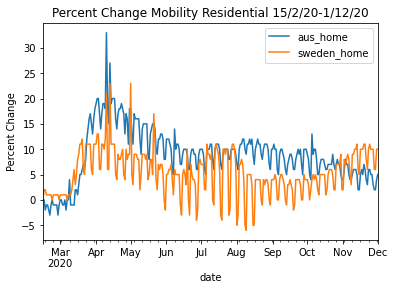 Percent Change Mobility Residential 15/2/20-1/12/20
aus_home
sweden_home
Percent Change
30
25
20
15
10
5
0
−5
Mar
2020
Apr
May
Jun
Jul
Aug
Sep
Oct
Nov
Dec
date